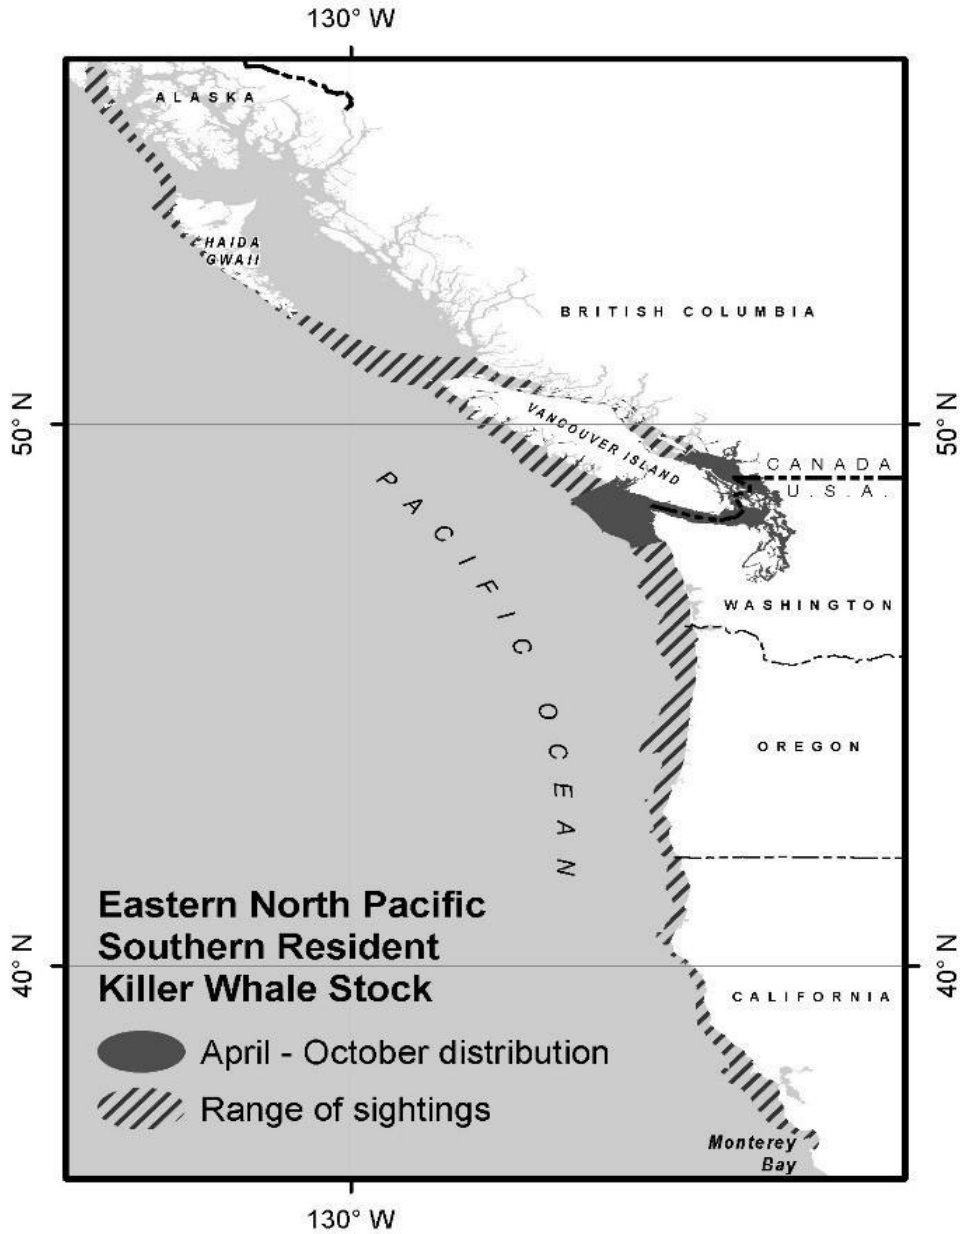 130° W
ALASKA
HAIDA
GWAII
BRITISH COLUMBIA
50° N
50° N
VANCOUVER ISLAND
CANADA
U.S.A.
PACIFIC OCEAN
WASHINGTON
OREGON
Eastern North Pacific
Southern Resident
Killer Whale Stock
40° N
40° N
CALIFORNIA
April - October distribution
Range of sightings
Monterey
Bay
130° W